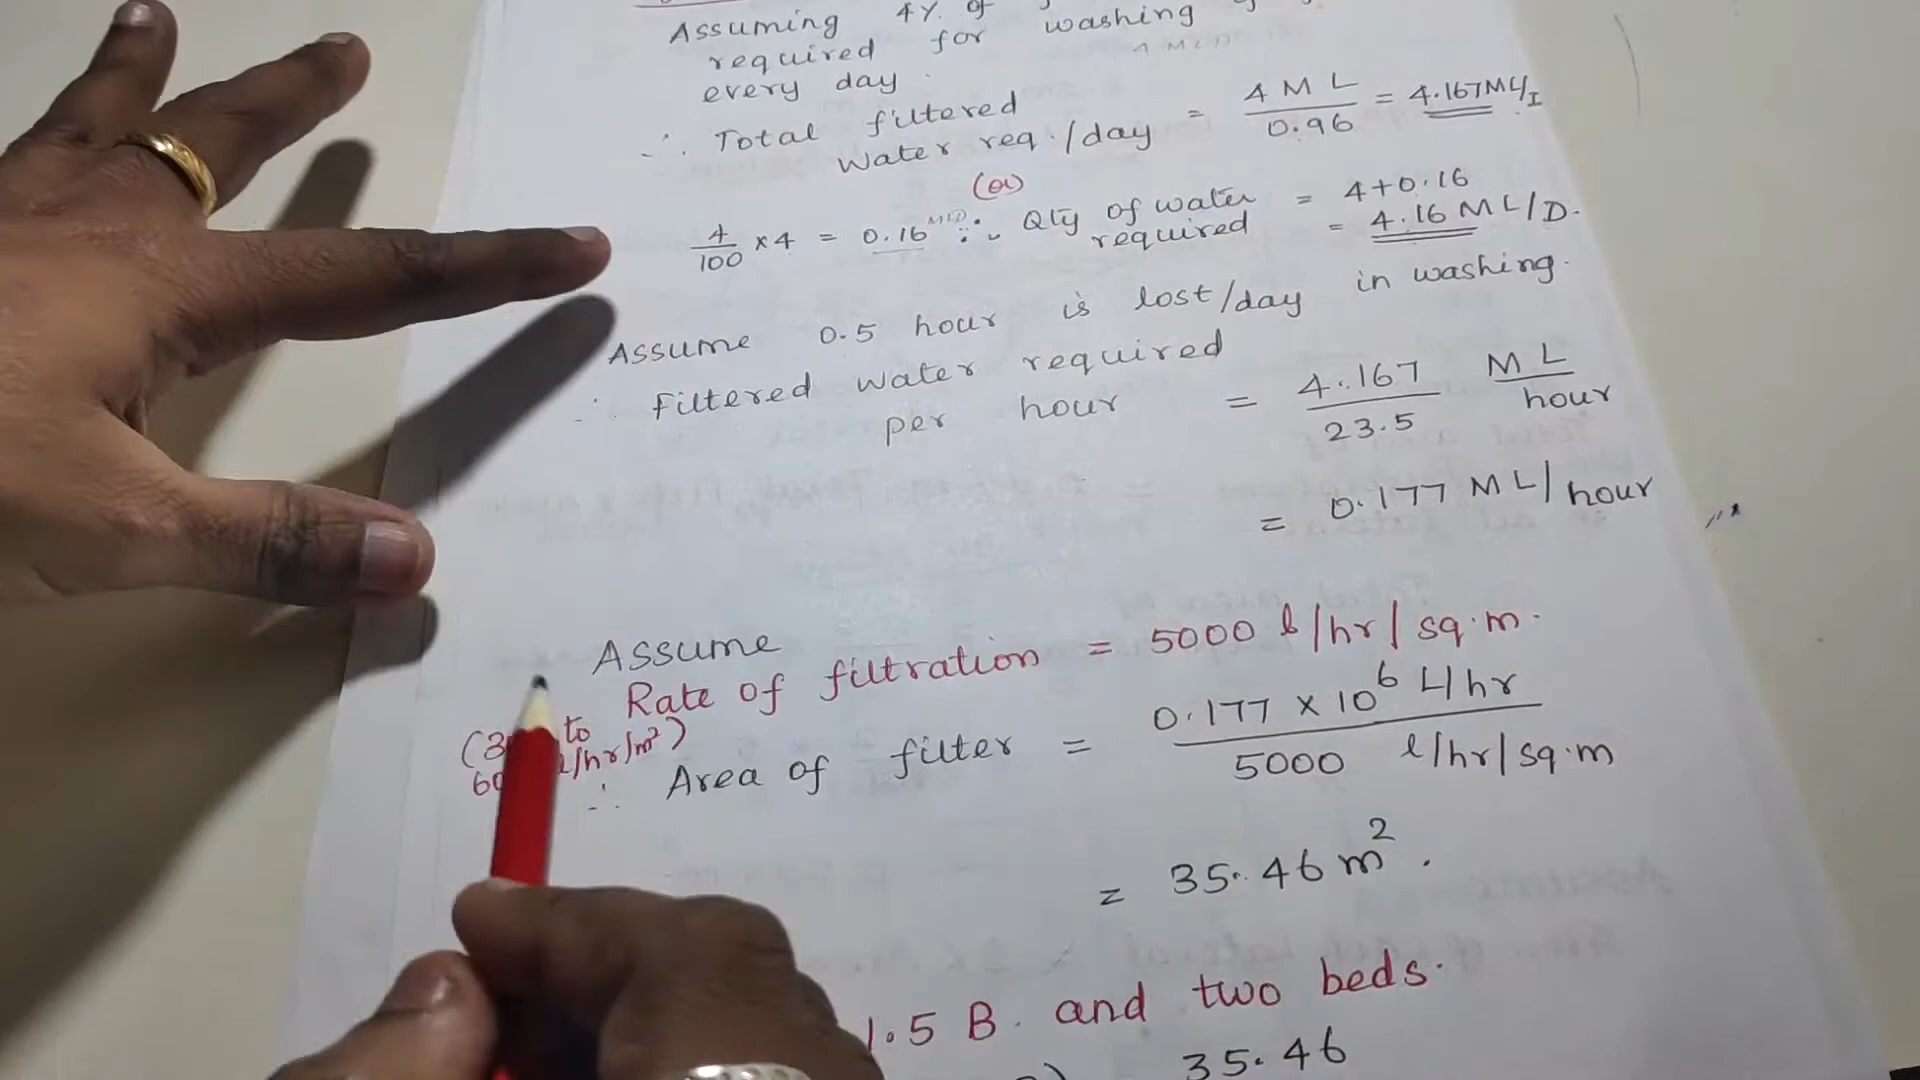 Assuming 4%. of
required for washing
every day.
∴ Total filtered
Water req./day = 4 ML / 0.96 = 4.167 ML/
(or)
4/100 x 4 = 0.16 MLD ∴ Qty of water required = 4+0.16
= 4.16 ML/D.
Assume 0.5 hour is lost/day in washing.
∴ Filtered water required
per hour = 4.167 / 23.5 ML / hour
= 0.177 ML/hour
Assume
Rate of filtration = 5000 l/hr/sq.m.
to
l/hr/m²)
∴ Area of filter = 0.177 x 10⁶ L/hr / 5000 l/hr/sq.m
= 35.46 m².
1.5 B. and two beds.
35.46